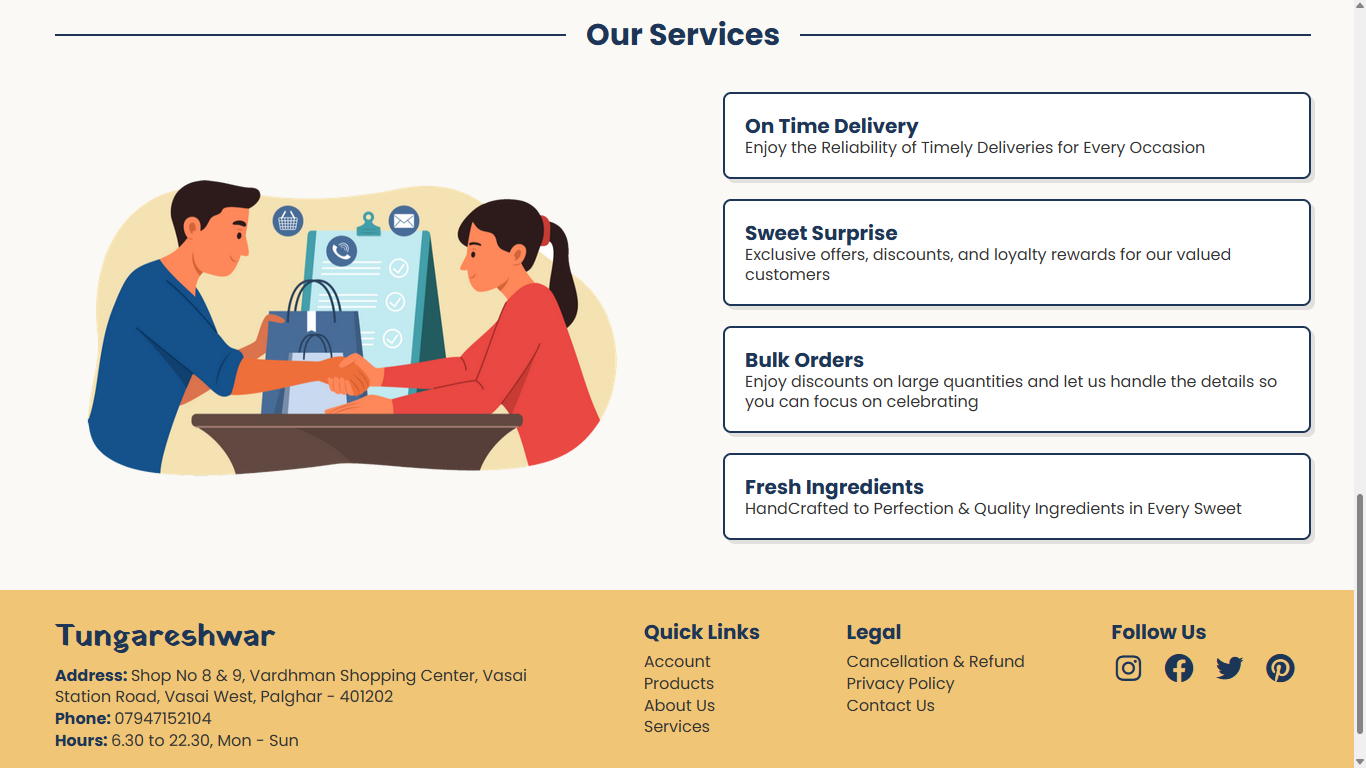 Our Services
On Time Delivery
Enjoy the Reliability of Timely Deliveries for Every Occasion
Sweet Surprise
Exclusive offers, discounts, and loyalty rewards for our valued
customers
Bulk Orders
Enjoy discounts on large quantities and let us handle the details so
you can focus on celebrating
Fresh Ingredients
HandCrafted to Perfection & Quality Ingredients in Every Sweet
Tungareshwar
Address: Shop No 8 & 9, Vardhman Shopping Center, Vasai
Station Road, Vasai West, Palghar - 401202
Phone: 07947152104
Hours: 6.30 to 22.30, Mon - Sun
Quick Links
Account
Products
About Us
Services
Legal
Cancellation & Refund
Privacy Policy
Contact Us
Follow Us